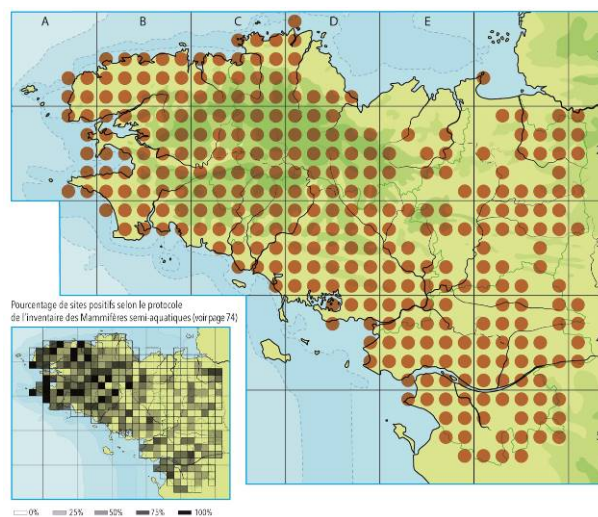 A B C D E
Pourcentage de sites positifs selon le protocole
de l'inventaire des Mammifères semi-aquatiques (voir page 74)
0% 25% 50% 75% 100%